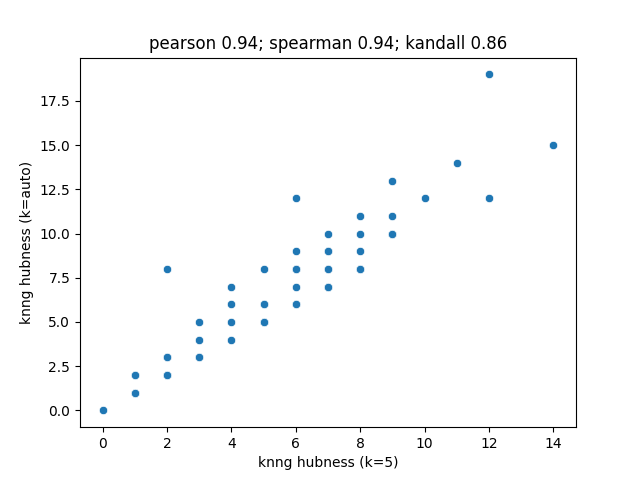 pearson 0.94; spearman 0.94; kandall 0.86
17.5
15.0
12.5
10.0
7.5
5.0
2.5
0.0
knng hubness (k=auto)
0 2 4 6 8 10 12 14
knng hubness (k=5)